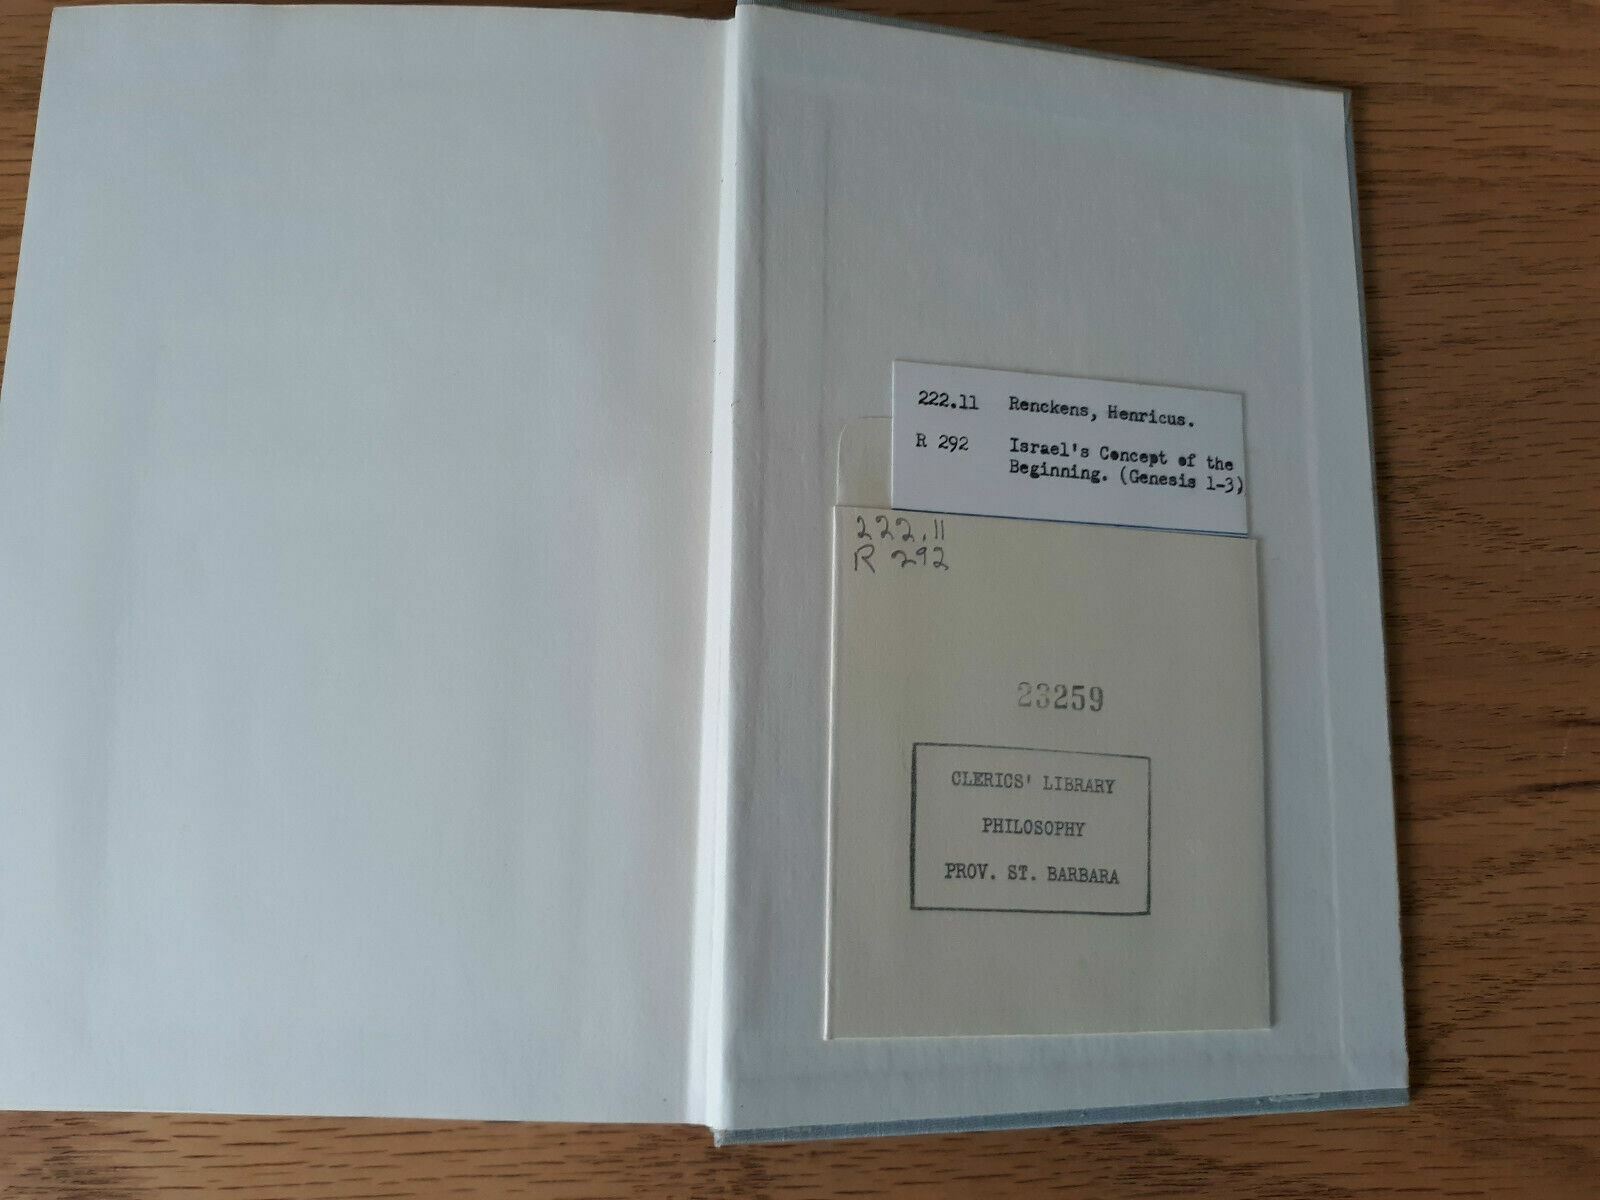 222.11 Renckens, Henricus.
R 292 Israel's Concept of the
Beginning. (Genesis 1-3)
222.11
R 292
23259
CLERICS' LIBRARY
PHILOSOPHY
PROV. ST. BARBARA